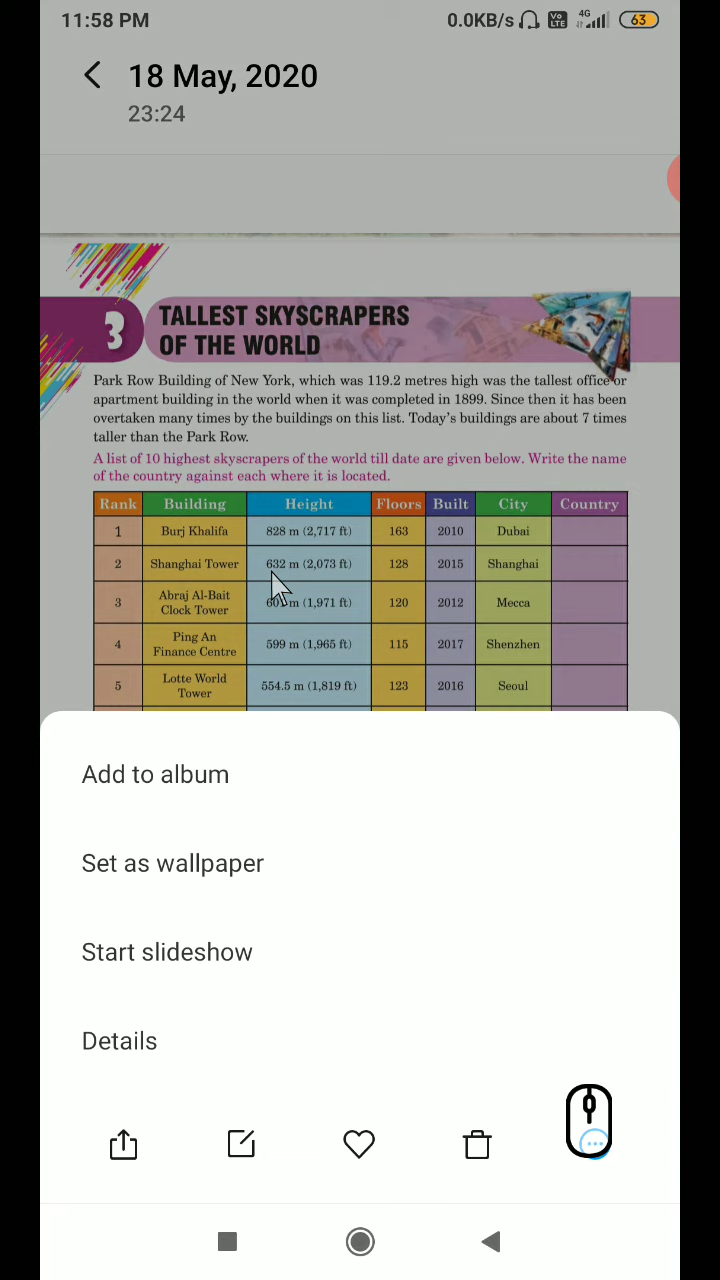 11:58 PM 0.0KB/s Vo LTE 4G 63
18 May, 2020
23:24
3 TALLEST SKYSCRAPERS
OF THE WORLD
Park Row Building of New York, which was 119.2 metres high was the tallest office or
apartment building in the world when it was completed in 1899. Since then it has been
overtaken many times by the buildings on this list. Today's buildings are about 7 times
taller than the Park Row.
A list of 10 highest skyscrapers of the world till date are given below. Write the name
of the country against each where it is located.
Rank Building Height Floors Built City Country
1 Burj Khalifa 828 m (2,717 ft) 163 2010 Dubai
2 Shanghai Tower 632 m (2,073 ft) 128 2015 Shanghai
3 Abraj Al-Bait
Clock Tower m (1,971 ft) 120 2012 Mecca
4 Ping An
Finance Centre 599 m (1,965 ft) 115 2017 Shenzhen
5 Lotte World
Tower 554.5 m (1,819 ft) 123 2016 Seoul
Add to album
Set as wallpaper
Start slideshow
Details